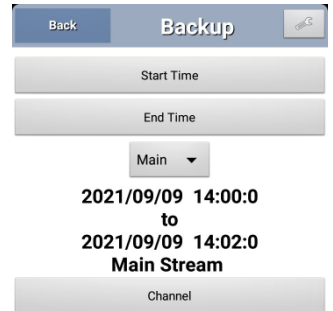 Back Backup
Start Time
End Time
Main
2021/09/09 14:00:0
to
2021/09/09 14:02:0
Main Stream
Channel